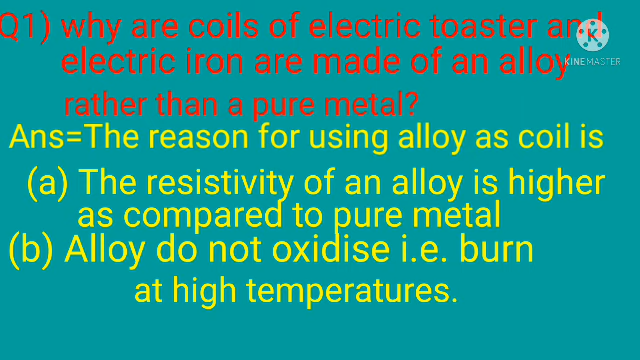 Q1) why are coils of electric toaster and
electric iron are made of an alloy
rather than a pure metal?
Ans=The reason for using alloy as coil is
(a) The resistivity of an alloy is higher
as compared to pure metal
(b) Alloy do not oxidise i.e. burn
at high temperatures.
K
KINEMASTER